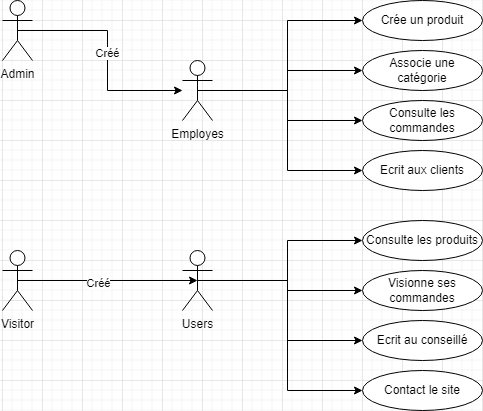 Crée un produit
Créé
Admin
Associe une
catégorie
Employes
Consulte les
commandes
Ecrit aux clients
Consulte les produits
Créé
Visionne ses
commandes
Visitor
Users
Ecrit au conseillé
Contact le site